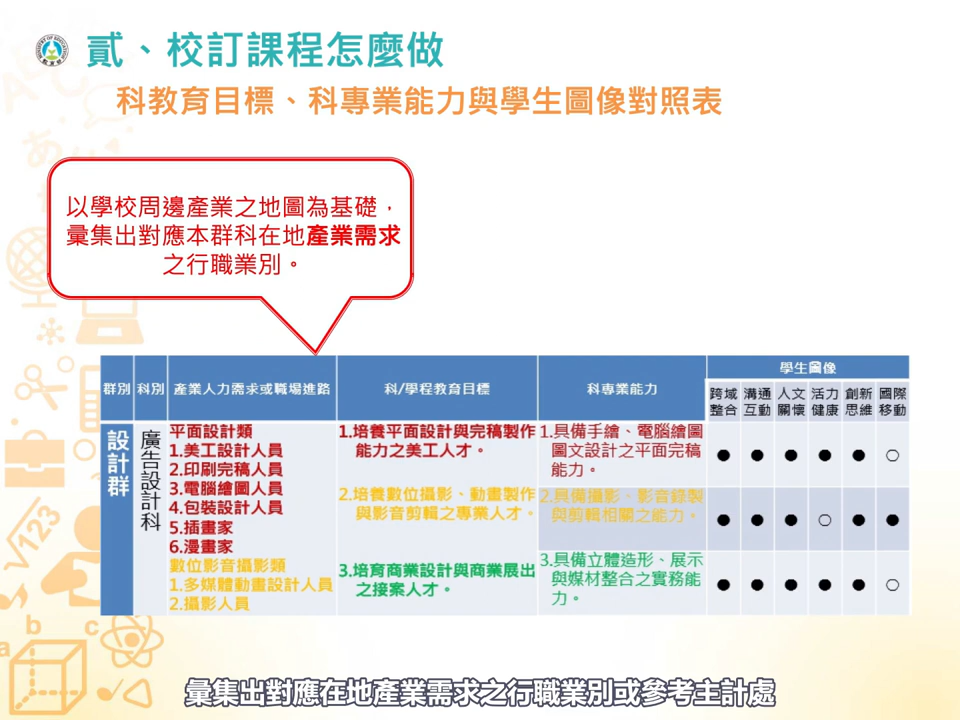 貳、校訂課程怎麼做
科教育目標、科專業能力與學生圖像對照表
以學校周邊產業之地圖為基礎，
彙集出對應本群科在地產業需求
之行職業別。
群別 科別 產業人力需求或職場進路 科/學程教育目標 科專業能力 學生圖像
跨域整合 溝通互動 人文關懷 活力健康 創新思維 國際移動
設計群
廣告設計科
平面設計類
1.美工設計人員
2.印刷完稿人員
3.電腦繪圖人員
4.包裝設計人員
5.插畫家
6.漫畫家
數位影音攝影類
1.多媒體動畫設計人員
2.攝影人員
1.培養平面設計與完稿製作
能力之美工人才。
2.培養數位攝影、動畫製作
與影音剪輯之專業人才。
3.培育商業設計與商業展出
之接案人才。
1.具備手繪、電腦繪圖
圖文設計之平面完稿
能力。
●●●●●○
2.具備攝影、影音錄製
與剪輯相關之能力。
●●●○●●
3.具備立體造形、展示
與媒材整合之實務能
力。
●●●●●○
彙集出對應在地產業需求之行職業別或參考主計處